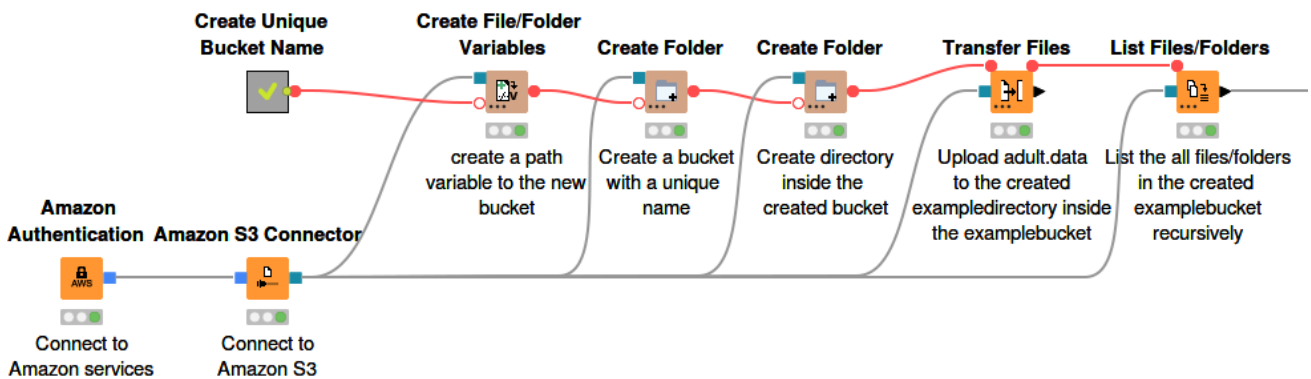 Create Unique
Bucket Name
Create File/Folder
Variables
Create Folder
Create Folder
Transfer Files
List Files/Folders
create a path
variable to the new
bucket
Create a bucket
with a unique
name
Create directory
inside the
created bucket
Upload adult.data
to the created
exampledirectory inside
the examplebucket
List the all files/folders
in the created
examplebucket
recursively
Amazon
Authentication
Amazon S3 Connector
AWS
Connect to
Amazon services
Connect to
Amazon S3